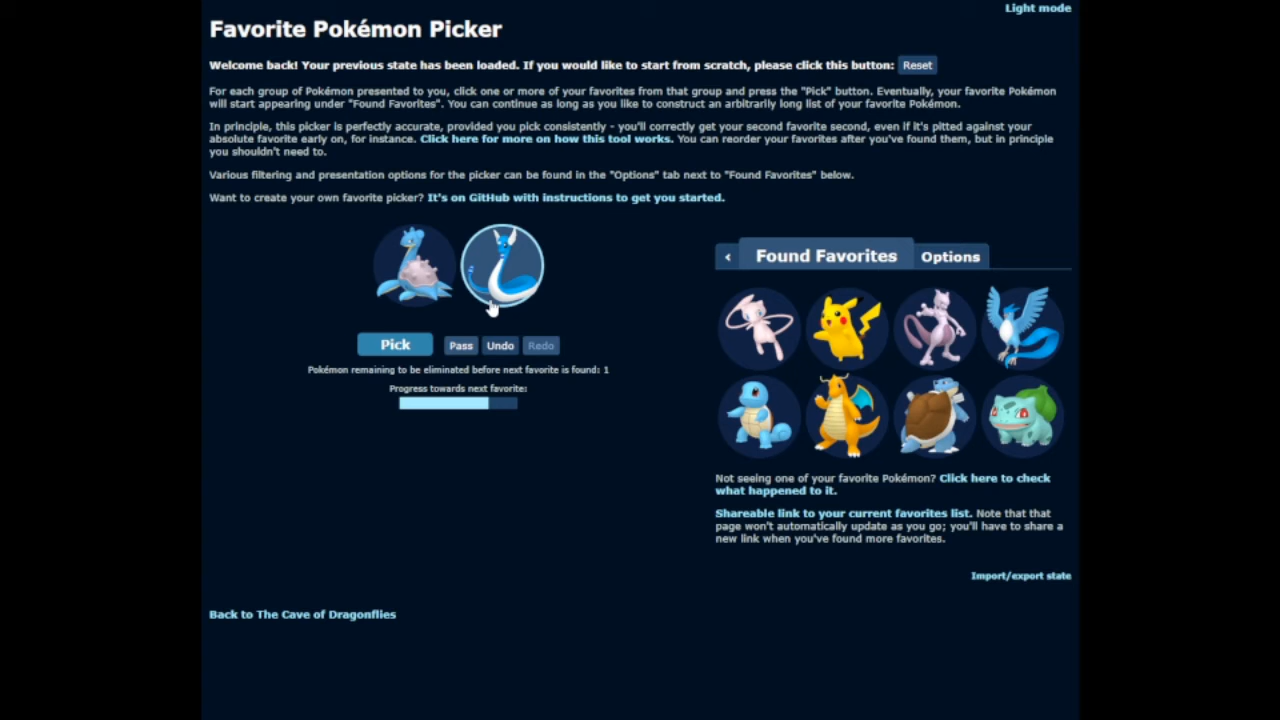 Light mode
Favorite Pokémon Picker
Welcome back! Your previous state has been loaded. If you would like to start from scratch, please click this button: Reset
For each group of Pokémon presented to you, click one or more of your favorites from that group and press the "Pick" button. Eventually, your favorite Pokémon
will start appearing under "Found Favorites". You can continue as long as you like to construct an arbitrarily long list of your favorite Pokémon.
In principle, this picker is perfectly accurate, provided you pick consistently - you'll correctly get your second favorite second, even if it's pitted against your
absolute favorite early on, for instance. Click here for more on how this tool works. You can reorder your favorites after you've found them, but in principle
you shouldn't need to.
Various filtering and presentation options for the picker can be found in the "Options" tab next to "Found Favorites" below.
Want to create your own favorite picker? It's on GitHub with instructions to get you started.
Pick Pass Undo Redo
Pokémon remaining to be eliminated before next favorite is found: 1
Progress towards next favorite:
‹ Found Favorites Options
Not seeing one of your favorite Pokémon? Click here to check
what happened to it.
Shareable link to your current favorites list. Note that that
page won't automatically update as you go; you'll have to share a
new link when you've found more favorites.
Import/export state
Back to The Cave of Dragonflies